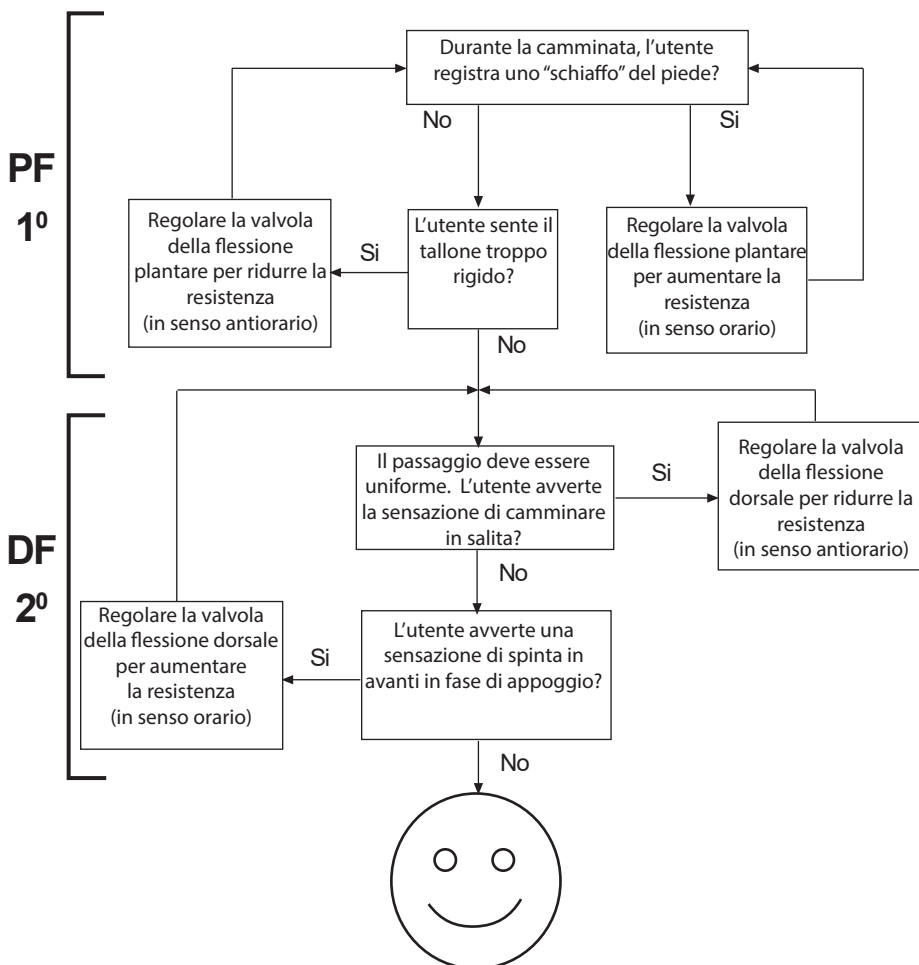 Durante la camminata, l'utente
registra uno “schiaffo” del piede?
No
Si
PF
1⁰
Regolare la valvola
della flessione
plantare per ridurre la
resistenza
(in senso antiorario)
Si
L'utente sente il
tallone troppo
rigido?
Regolare la valvola
della flessione plantare
per aumentare la
resistenza
(in senso orario)
No
DF
2⁰
Il passaggio deve essere
uniforme. L'utente avverte
la sensazione di camminare
in salita?
Si
Regolare la valvola
della flessione
dorsale per ridurre la
resistenza
(in senso antiorario)
No
Regolare la valvola
della flessione dorsale
per aumentare
la resistenza
(in senso orario)
Si
L'utente avverte una
sensazione di spinta in
avanti in fase di appoggio?
No